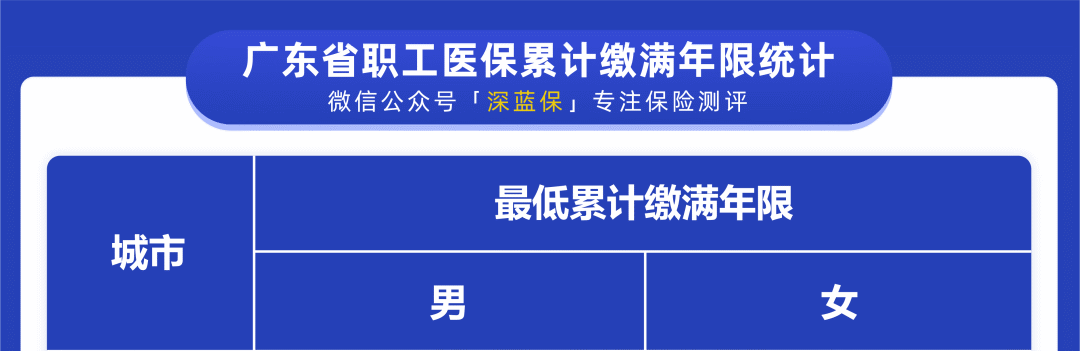 广东省职工医保累计缴满年限统计
微信公众号「深蓝保」专注保险测评
最低累计缴满年限
城市
男
女